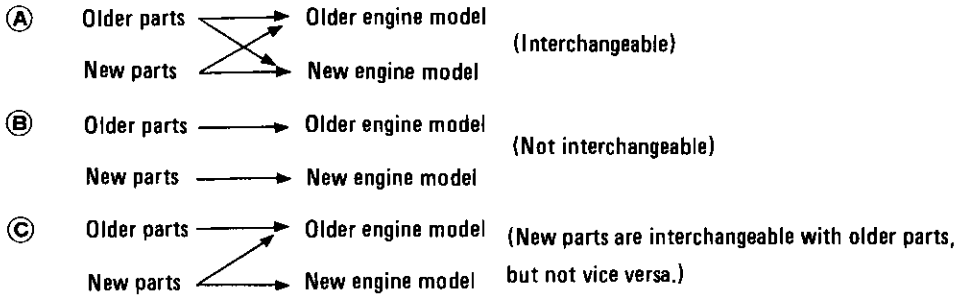 Ⓐ Older parts Older engine model
(Interchangeable)
New parts New engine model
Ⓑ Older parts Older engine model
(Not interchangeable)
New parts New engine model
Ⓒ Older parts Older engine model (New parts are interchangeable with older parts,
New parts New engine model but not vice versa.)